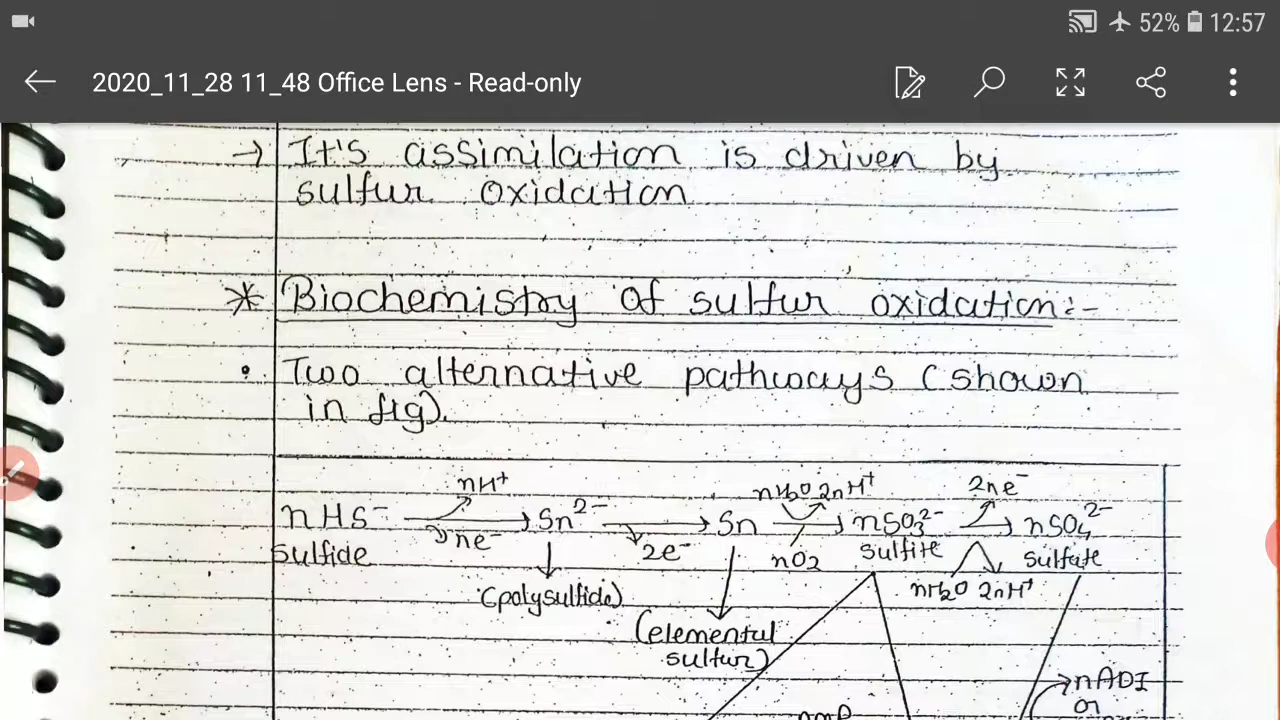 52% 12:57
2020_11_28 11_48 Office Lens - Read-only
→ It's assimilation is driven by
sulfur oxidation
* Biochemistry Of sulfur oxidation:-
• Two alternative pathways (shown
in fig).
nH+ nH2O 2nH+ 2ne-
nHS- → Sn2- → Sn → nSO32- → nSO42-
sulfide ne- 2e- nO2 sulfite sulfate
nH2O 2nH+
(polysulfide)
(elemental
sulfur)
nADI
or